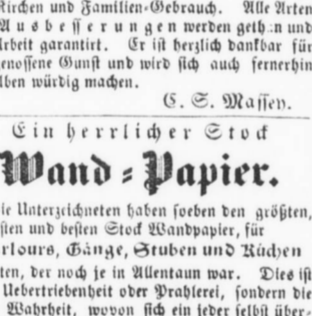 Kirchen und Familien-Gebrauch. Alle Arten
Ausbesserungen werden gethan und
Arbeit garantirt. Er ist herzlich dankbar für
genossene Gunst und wird sich auch fernerhin
lben würdig machen.
C. S. Massey.
Ein herrlicher Stock
Wand-Papier.
ie Unterzeichneten haben soeben den größten,
sten und besten Stock Wandpapier, für
rlours, Gänge, Stuben und Küchen
ten, der noch je in Allentaun war. Dies ist
Uebertriebenheit oder Prahlerei, sondern die
Wahrheit, wovon sich ein jeder selbst über-